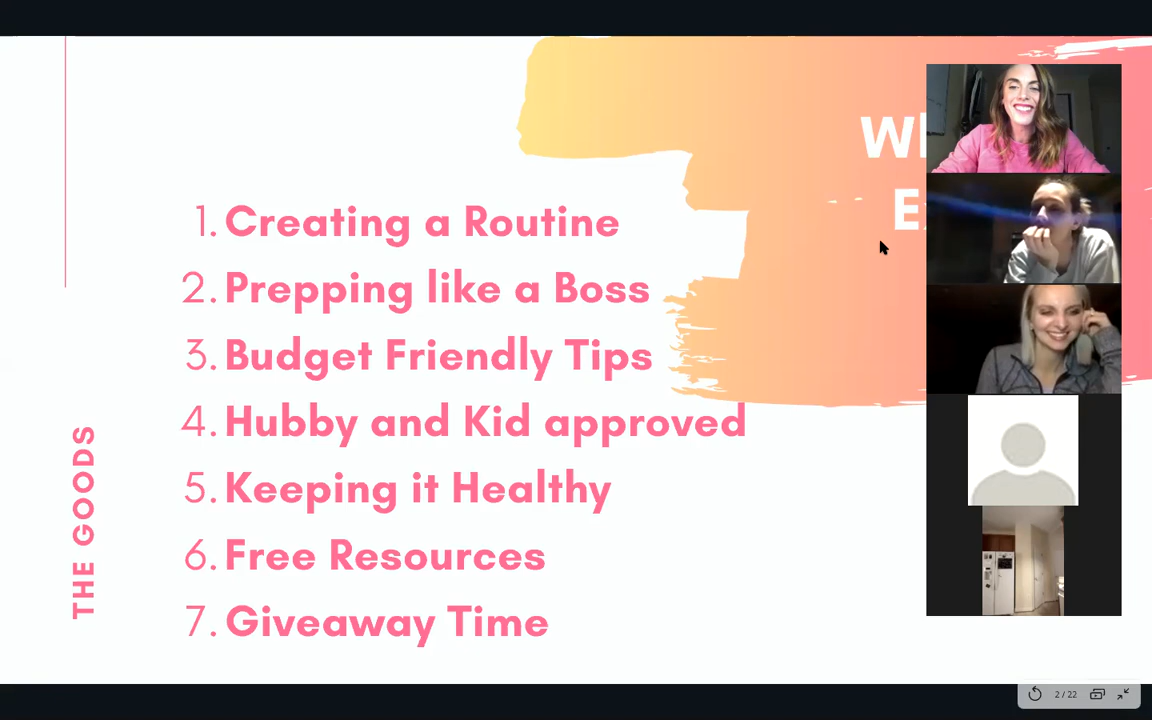 1. Creating a Routine
2. Prepping like a Boss
3. Budget Friendly Tips
4. Hubby and Kid approved
5. Keeping it Healthy
6. Free Resources
7. Giveaway Time
THE GOODS
2 / 22